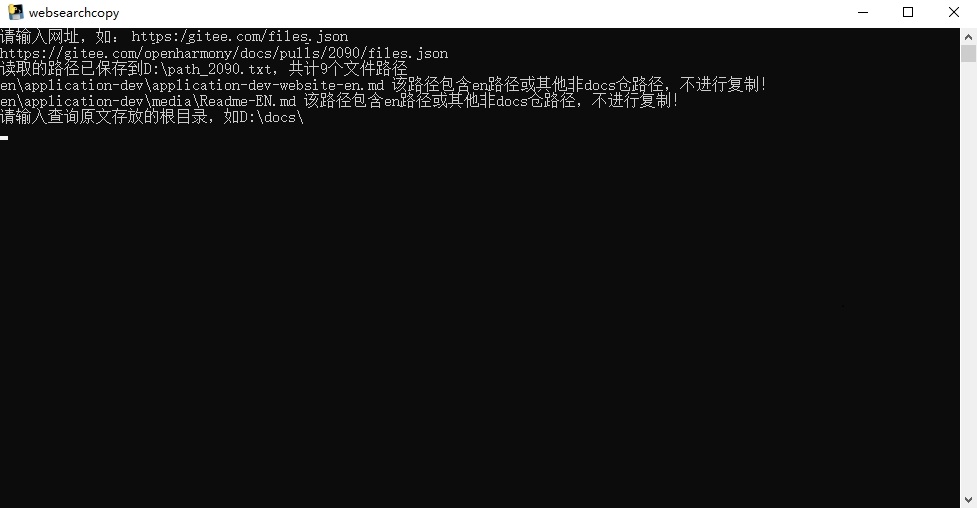 websearchcopy
请输入网址，如： https:/gitee.com/files.json
https://gitee.com/openharmony/docs/pulls/2090/files.json
读取的路径已保存到D:\path_2090.txt，共计9个文件路径
en\application-dev\application-dev-website-en.md 该路径包含en路径或其他非docs仓路径，不进行复制！
en\application-dev\media\Readme-EN.md 该路径包含en路径或其他非docs仓路径，不进行复制！
请输入查询原文存放的根目录，如D:\docs\